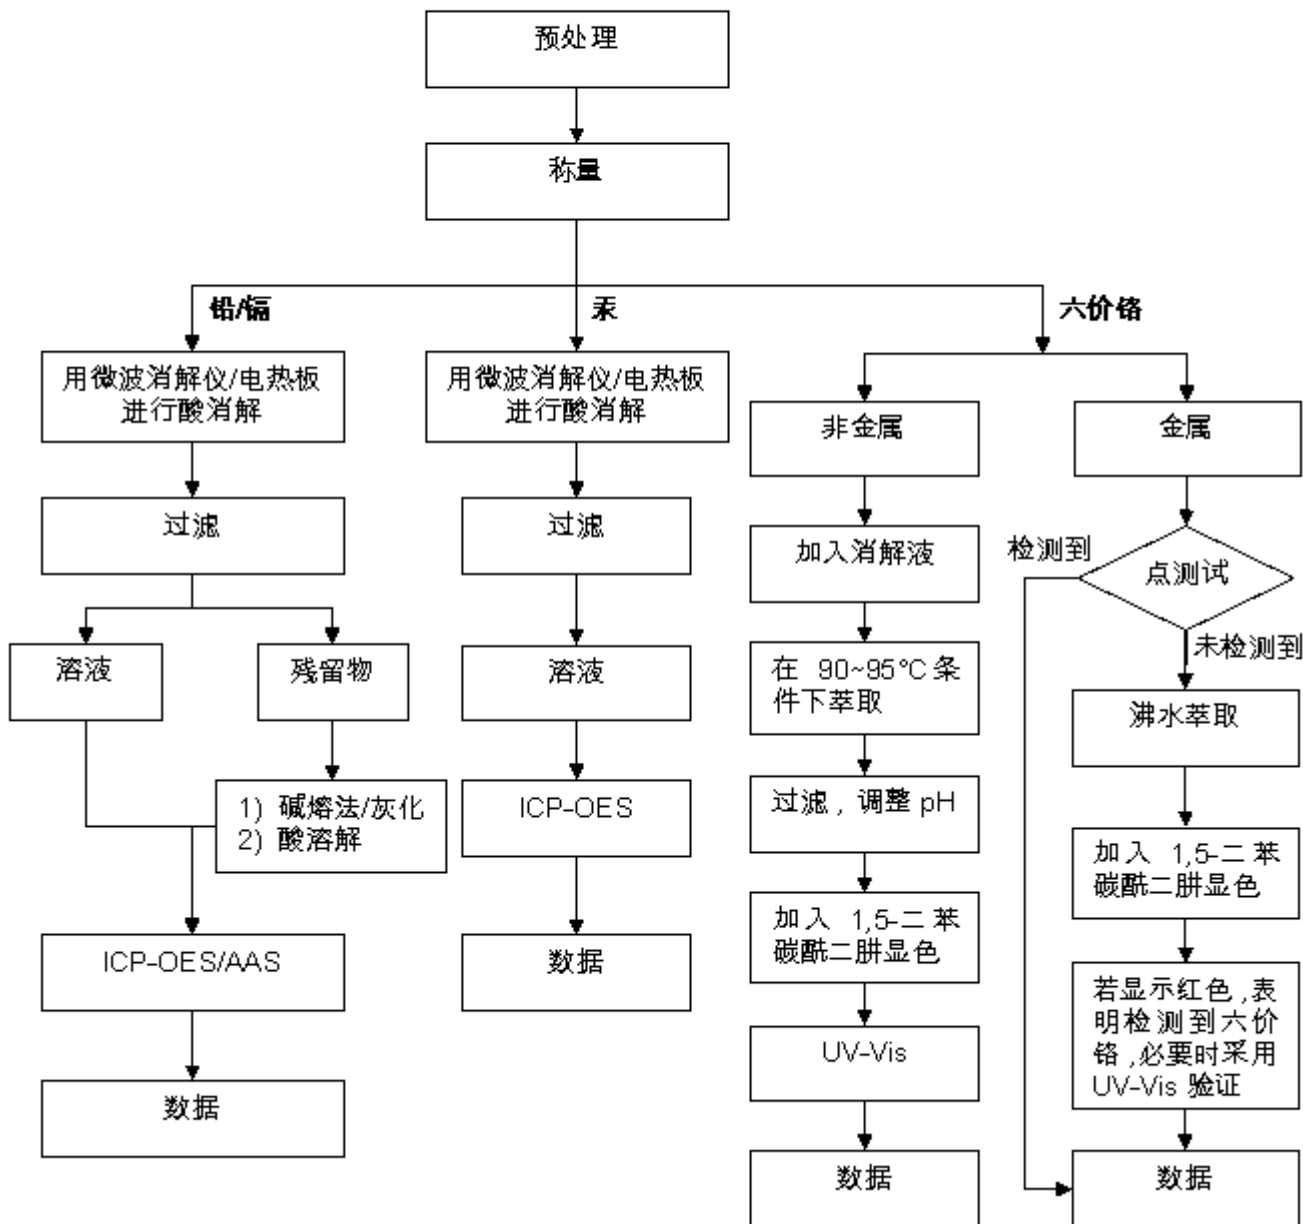 预处理
称量
铅/镉
汞
六价铬
用微波消解仪/电热板
进行酸消解
过滤
溶液
残留物
1) 碱熔法/灰化
2) 酸溶解
ICP-OES/AAS
数据
用微波消解仪/电热板
进行酸消解
过滤
溶液
ICP-OES
数据
非金属
加入消解液
在 90~95°C 条
件下萃取
过滤，调整 pH
加入 1,5-二苯
碳酰二肼显色
UV-Vis
数据
金属
点测试
检测到
未检测到
沸水萃取
加入 1,5-二苯
碳酰二肼显色
若显示红色，表
明检测到六价
铬，必要时采用
UV-Vis 验证
数据